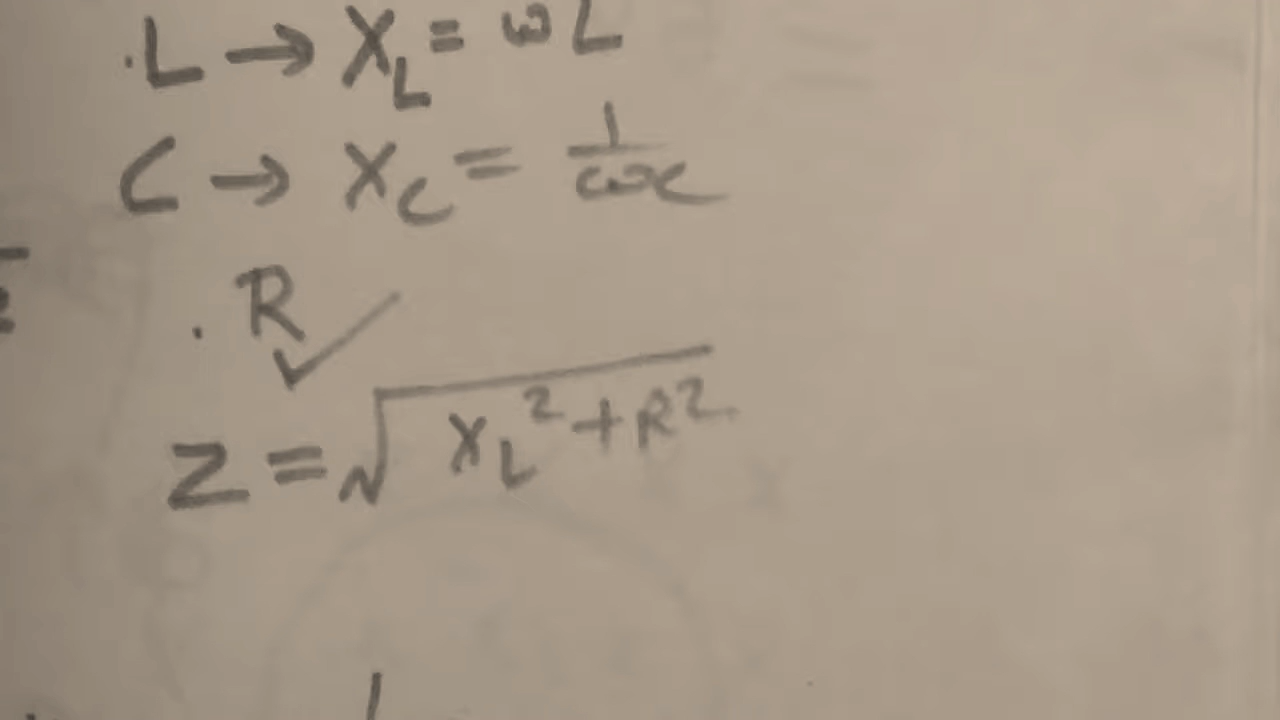 . L → X_L = ωL
C → X_C = 1/ωC
. R ✓
Z = √(X_L² + R²)